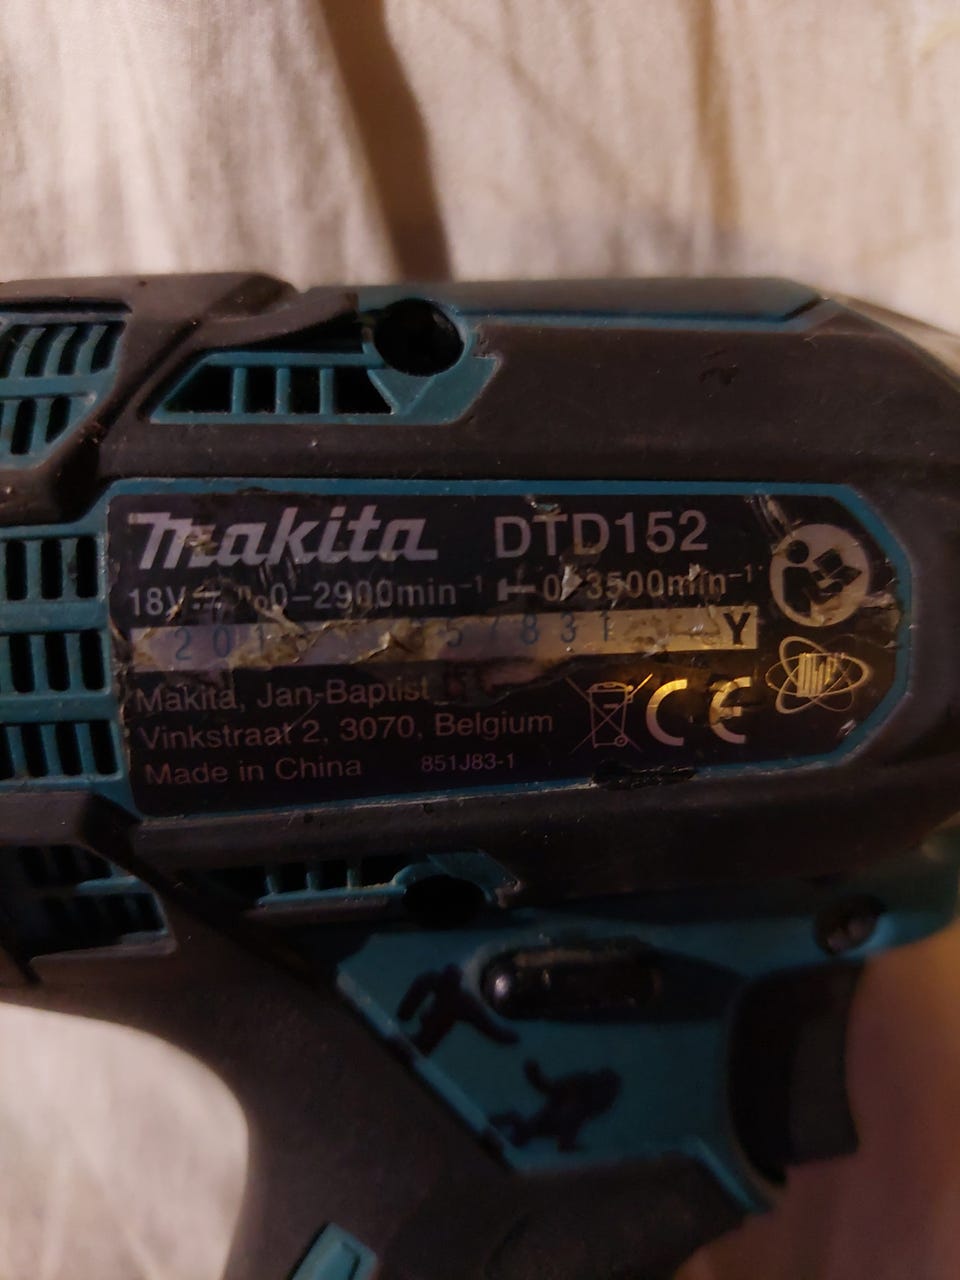 makita DTD152
18V 0-2900min⁻¹ 0-3500min⁻¹
Y
Makita, Jan-Baptist
Vinkstraat 2, 3070, Belgium
Made in China 851J83-1
CE